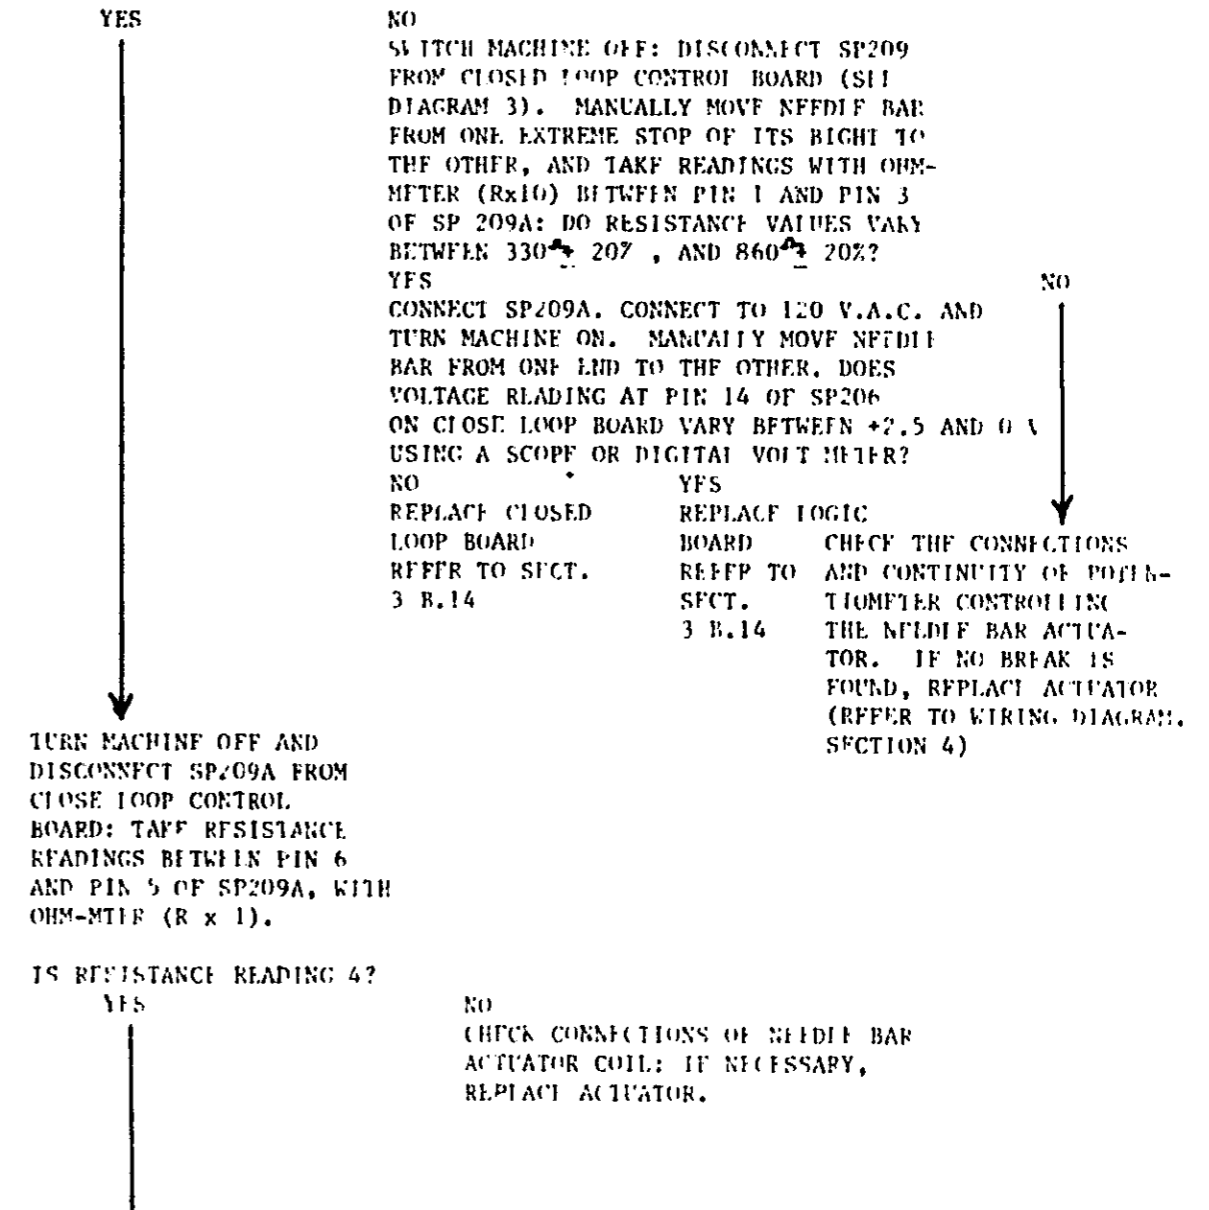 YES
NO
SWITCH MACHINE OFF: DISCONNECT SP209
FROM CLOSED LOOP CONTROL BOARD (SEE
DIAGRAM 3). MANUALLY MOVE NEEDLE BAR
FROM ONE EXTREME STOP OF ITS BIGHT TO
THE OTHER, AND TAKE READINGS WITH OHM-
METER (Rx10) BETWEEN PIN 1 AND PIN 3
OF SP 209A: DO RESISTANCE VALUES VARY
BETWEEN 330Ω± 20% , AND 860Ω± 20%?
YES
NO
CONNECT SP209A. CONNECT TO 120 V.A.C. AND
TURN MACHINE ON. MANUALLY MOVE NEEDLE
BAR FROM ONE END TO THE OTHER. DOES
VOLTAGE READING AT PIN 14 OF SP206
ON CLOSE LOOP BOARD VARY BETWEEN +2.5 AND 0 V
USING A SCOPE OR DIGITAL VOLT METER?
NO
REPLACE CLOSED
LOOP BOARD
REFER TO SECT.
3 B.14
YES
REPLACE LOGIC
BOARD
REFER TO
SECT.
3 B.14
CHECK THE CONNECTIONS
AND CONTINUITY OF POTEN-
TIOMETER CONTROLLING
THE NEEDLE BAR ACTUA-
TOR. IF NO BREAK IS
FOUND, REPLACE ACTUATOR
(REFER TO WIRING DIAGRAM.
SECTION 4)
TURN MACHINE OFF AND
DISCONNECT SP209A FROM
CLOSE LOOP CONTROL
BOARD: TAKE RESISTANCE
READINGS BETWEEN PIN 6
AND PIN 5 OF SP209A, WITH
OHM-MTER (R x 1).
IS RESISTANCE READING 4?
YES
NO
CHECK CONNECTIONS OF NEEDLE BAR
ACTUATOR COIL: IF NECESSARY,
REPLACE ACTUATOR.